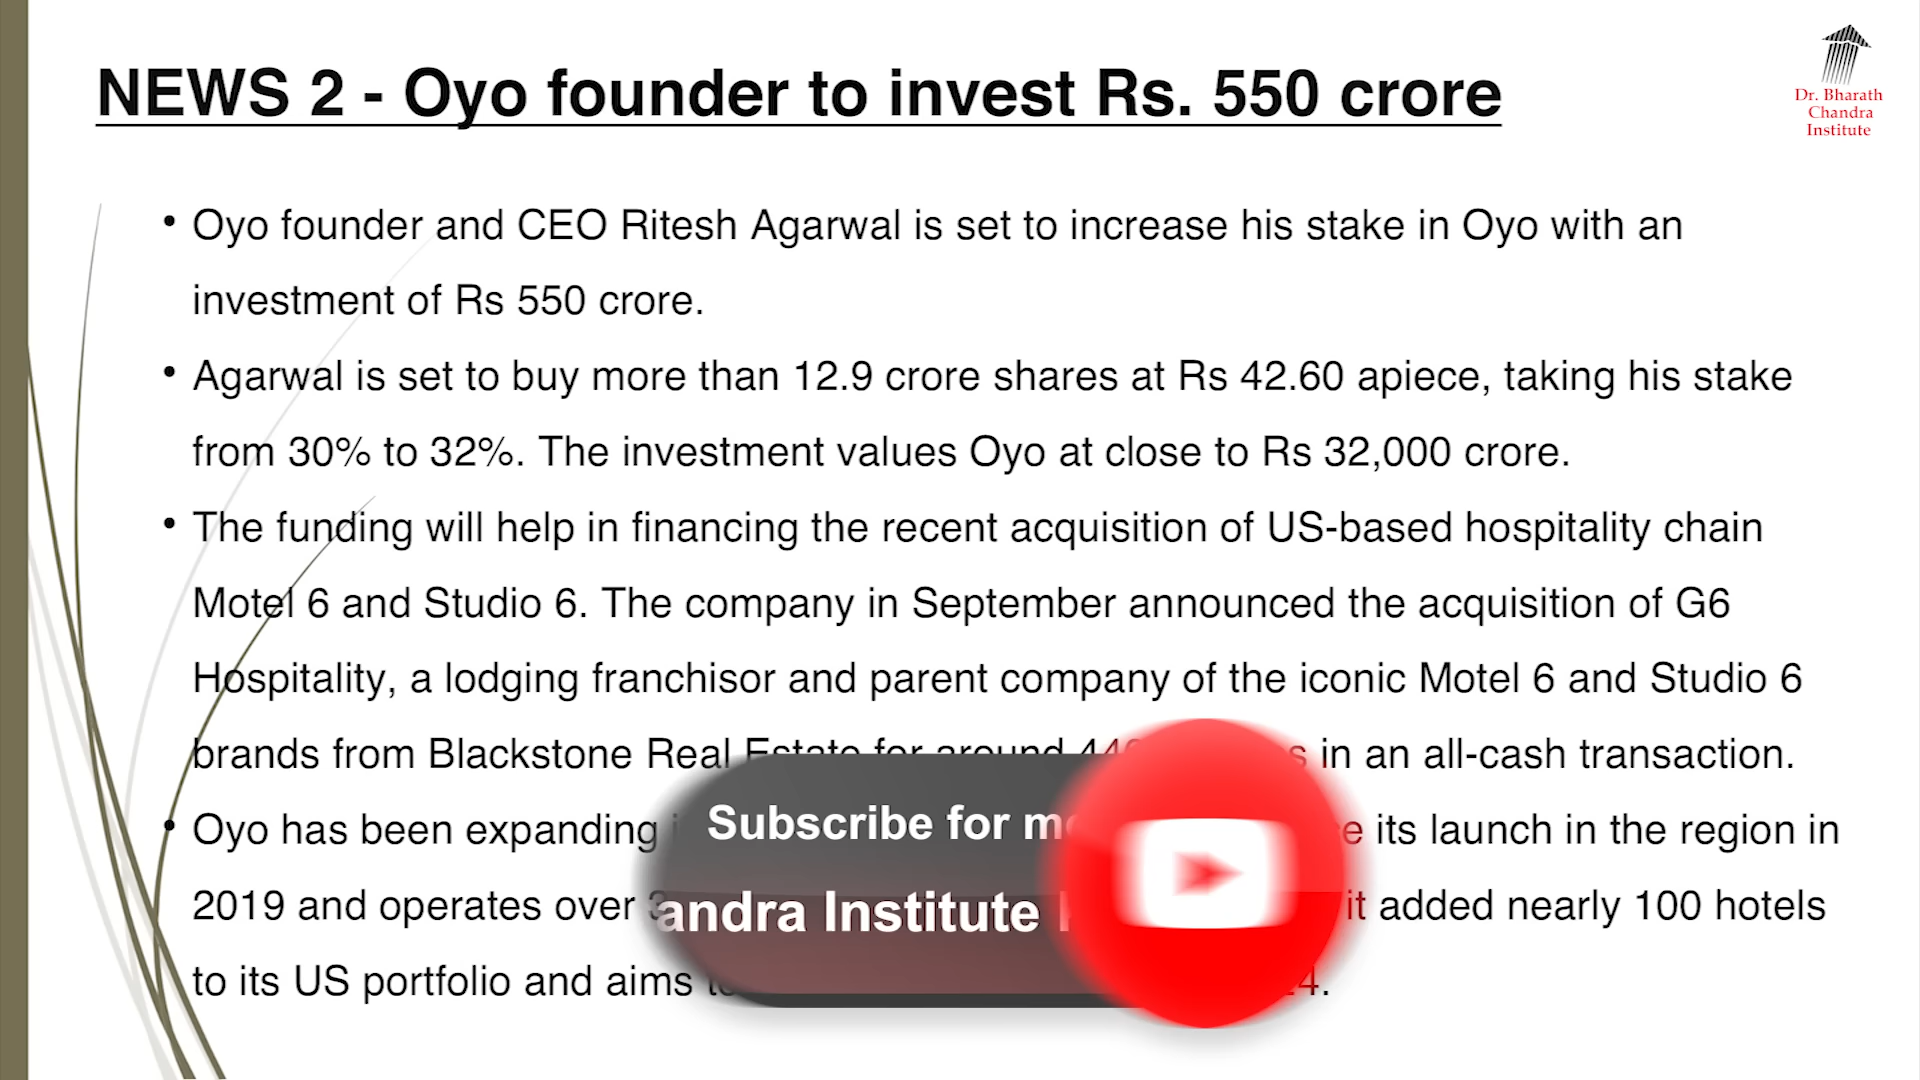 NEWS 2 - Oyo founder to invest Rs. 550 crore
Dr. Bharath
Chandra
Institute
• Oyo founder and CEO Ritesh Agarwal is set to increase his stake in Oyo with an
investment of Rs 550 crore.
• Agarwal is set to buy more than 12.9 crore shares at Rs 42.60 apiece, taking his stake
from 30% to 32%. The investment values Oyo at close to Rs 32,000 crore.
• The funding will help in financing the recent acquisition of US-based hospitality chain
Motel 6 and Studio 6. The company in September announced the acquisition of G6
Hospitality, a lodging franchisor and parent company of the iconic Motel 6 and Studio 6
brands from Blackstone Real Estate for around in an all-cash transaction.
• Oyo has been expanding its launch in the region in
2019 and operates over it added nearly 100 hotels
to its US portfolio and aims
Subscribe for
Institute